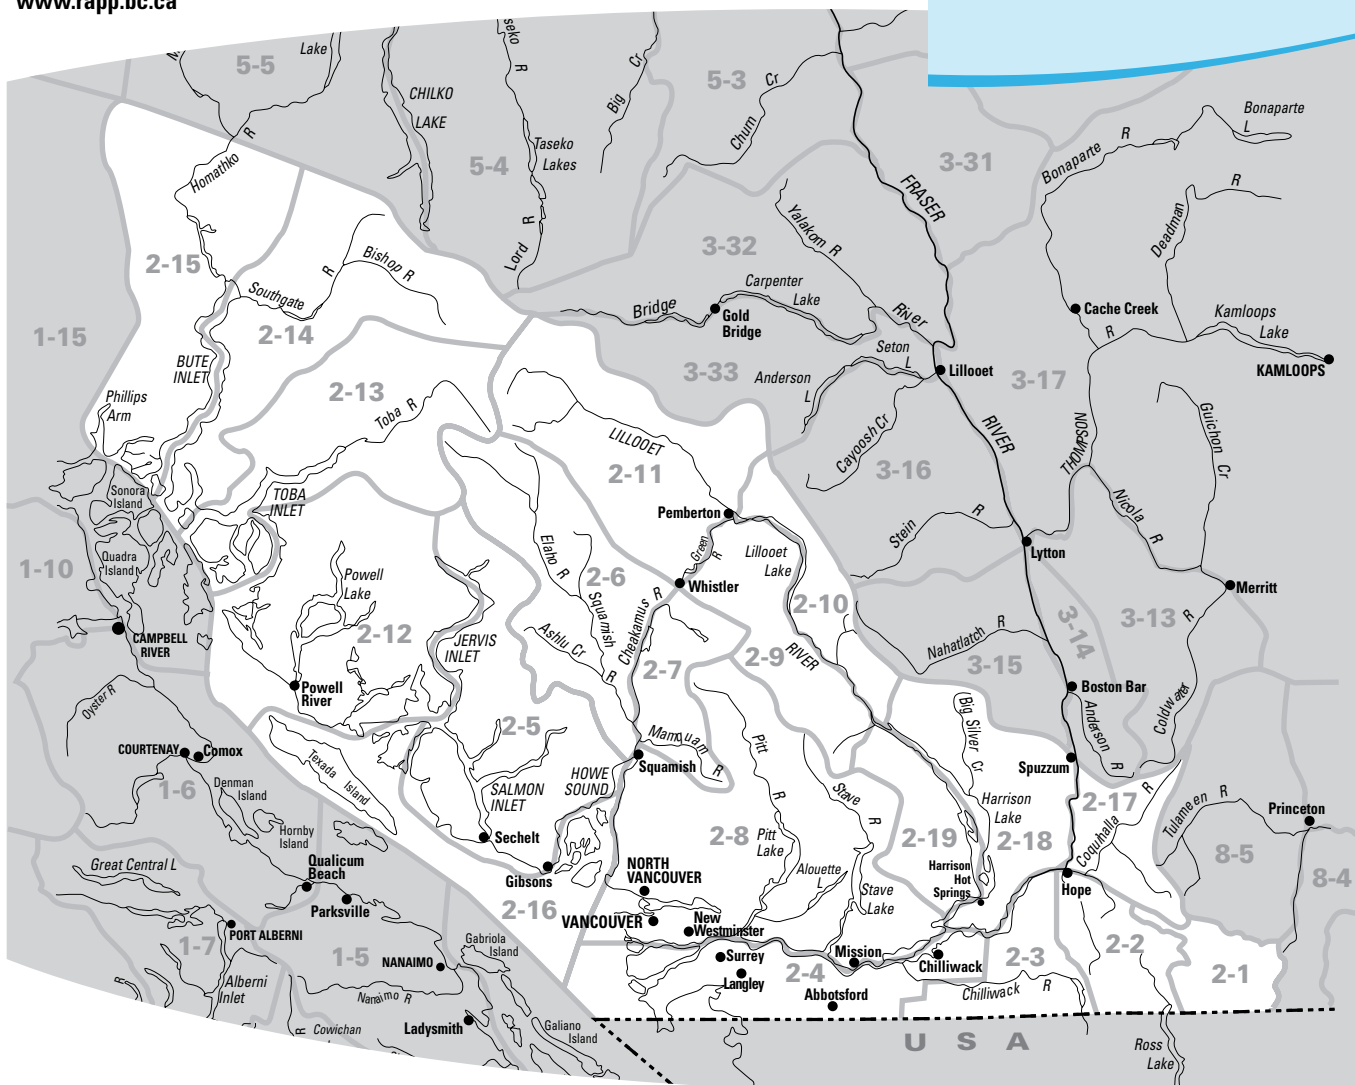 www.rapp.bc.ca
Lake
5-5
seko
R
Cr
Big
5-3
Cr
Churn
CHILKO
LAKE
Bonaparte
L
R
Bonaparte
Taseko
Lakes
5-4
3-31
R
Homathko
R
Deadman
FRASER
R
Lord
Yalakom R
3-32
2-15
Bishop R
R
Southgate
Carpenter
Lake
Bridge
Gold
Bridge
River
Cache Creek
Kamloops
Lake
R
KAMLOOPS
1-15
2-14
BUTE
INLET
Seton
L
Lillooet
3-33
Anderson
L
3-17
2-13
Toba R
Phillips
Arm
Guichon Cr
LILLOOET
Cayoosh Cr
RIVER
THOMPSON
2-11
3-16
Sonora
Island
TOBA
INLET
Pemberton
Nicola R
Stein
R
Lytton
Quadra
Island
1-10
Elaho R
Green
R
Lillooet
Lake
Powell
Lake
2-6
Squamish
R
Whistler
2-10
Merritt
CAMPBELL
RIVER
2-12
Cheakamus R
3-14
3-13
R
Ashlu Cr
JERVIS
INLET
RIVER
Nahatlatch R
3-15
2-7
2-9
Oyster R
Powell
River
Boston Bar
Coldwater
Anderson
R
Big Silver
Cr
Pitt
R
2-5
Mamquam
R
COURTENAY
Comox
Texada Island
Squamish
Spuzzum
HOWE
SOUND
SALMON
INLET
1-6
Denman
Island
Stave
R
Harrison
Lake
2-17
R
Coquihalla
Tulameen R
Princeton
Hornby
Island
Sechelt
2-8
Pitt
Lake
2-19
2-18
8-5
Great Central L
Qualicum
Beach
Gibsons
NORTH
VANCOUVER
Alouette
L
Harrison
Hot
Springs
Hope
8-4
Parksville
2-16
VANCOUVER
New
Westminster
Stave
Lake
PORT ALBERNI
1-7
1-5
Gabriola
Island
NANAIMO
Surrey
Mission
Chilliwack
2-3
2-2
2-1
Langley
2-4
Alberni
Inlet
R
Nanaimo R
Abbotsford
Chilliwack R
R
Cowichan
Ladysmith
Galiano
Island
U S A
Ross
Lake